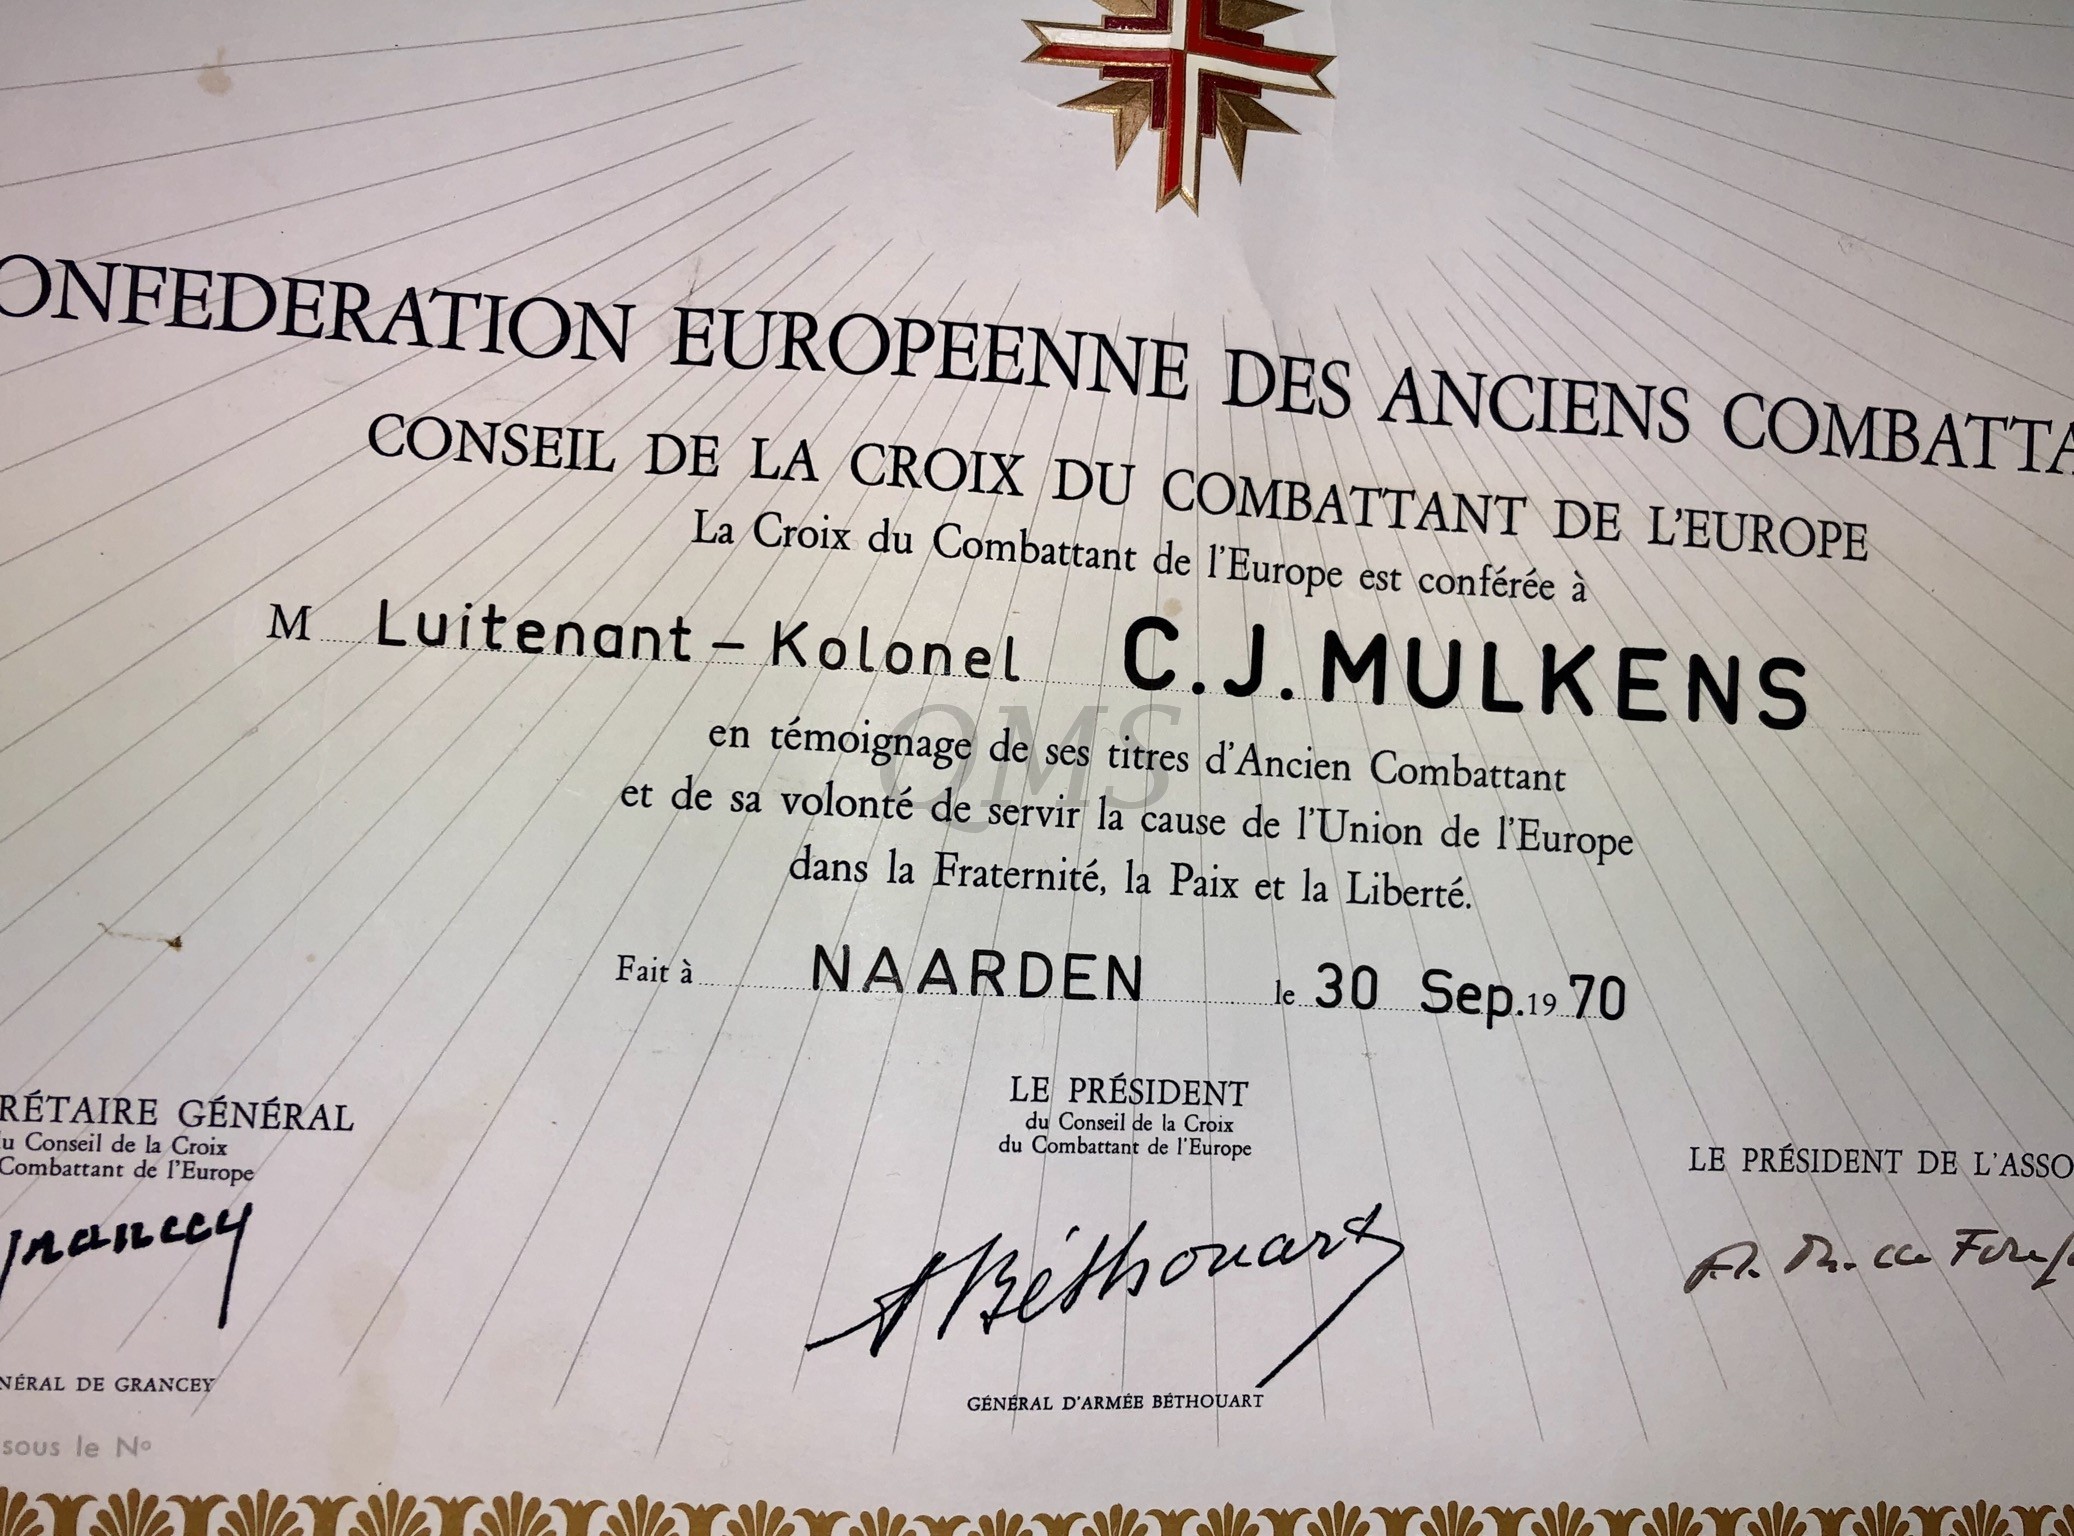 ONFEDERATION EUROPEENNE DES ANCIENS COMBATTA
CONSEIL DE LA CROIX DU COMBATTANT DE L'EUROPE
La Croix du Combattant de l'Europe est conférée à
M Luitenant - Kolonel C.J. MULKENS
QMS
en témoignage de ses titres d'Ancien Combattant
et de sa volonté de servir la cause de l'Union de l'Europe
dans la Fraternité, la Paix et la Liberté.
Fait à NAARDEN le 30 Sep. 1970
RÉTAIRE GÉNÉRAL
u Conseil de la Croix
Combattant de l'Europe
Grancey
NÉRAL DE GRANCEY
sous le Nº
LE PRÉSIDENT
du Conseil de la Croix
du Combattant de l'Europe
Béthouart
GÉNÉRAL D'ARMÉE BÉTHOUART
LE PRÉSIDENT DE L'ASSO